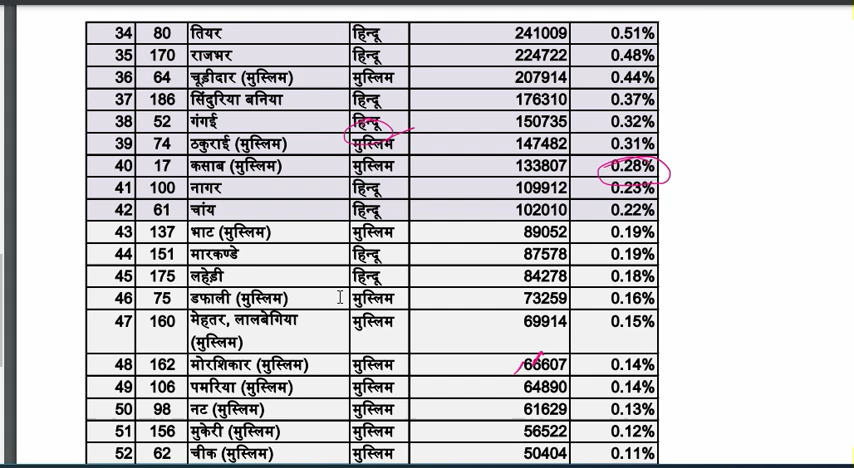 34 80 तियर हिन्दू 241009 0.51%
35 170 राजभर हिन्दू 224722 0.48%
36 64 चूड़ीदार (मुस्लिम) मुस्लिम 207914 0.44%
37 186 सिंदुरिया बनिया हिन्दू 176310 0.37%
38 52 गंगई हिन्दू 150735 0.32%
39 74 ठकुराई (मुस्लिम) मुस्लिम 147482 0.31%
40 17 कसाब (मुस्लिम) मुस्लिम 133807 0.28%
41 100 नागर हिन्दू 109912 0.23%
42 61 चांय हिन्दू 102010 0.22%
43 137 भाट (मुस्लिम) मुस्लिम 89052 0.19%
44 151 मारकण्डे हिन्दू 87578 0.19%
45 175 लहेड़ी हिन्दू 84278 0.18%
46 75 डफाली (मुस्लिम) मुस्लिम 73259 0.16%
47 160 मेहतर, लालबेगिया मुस्लिम 69914 0.15%
(मुस्लिम)
48 162 मोरशिकार (मुस्लिम) मुस्लिम 66607 0.14%
49 106 पमरिया (मुस्लिम) मुस्लिम 64890 0.14%
50 98 नट (मुस्लिम) मुस्लिम 61629 0.13%
51 156 मुकेरी (मुस्लिम) मुस्लिम 56522 0.12%
52 62 चीक (मुस्लिम) मुस्लिम 50404 0.11%